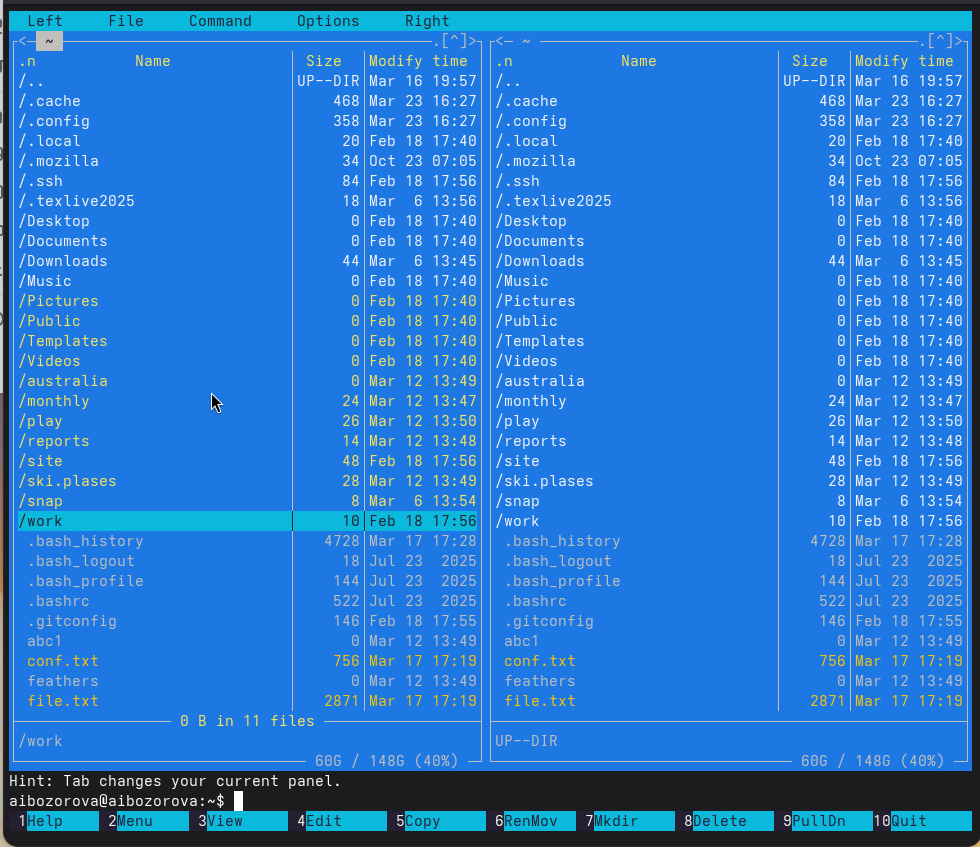 Left File Command Options Right
<─ ~ .[^]> <─ ~ .[^]>
.n Name Size Modify time .n Name Size Modify time
/.. UP--DIR Mar 16 19:57 /.. UP--DIR Mar 16 19:57
/.cache 468 Mar 23 16:27 /.cache 468 Mar 23 16:27
/.config 358 Mar 23 16:27 /.config 358 Mar 23 16:27
/.local 20 Feb 18 17:40 /.local 20 Feb 18 17:40
/.mozilla 34 Oct 23 07:05 /.mozilla 34 Oct 23 07:05
/.ssh 84 Feb 18 17:56 /.ssh 84 Feb 18 17:56
/.texlive2025 18 Mar 6 13:56 /.texlive2025 18 Mar 6 13:56
/Desktop 0 Feb 18 17:40 /Desktop 0 Feb 18 17:40
/Documents 0 Feb 18 17:40 /Documents 0 Feb 18 17:40
/Downloads 44 Mar 6 13:45 /Downloads 44 Mar 6 13:45
/Music 0 Feb 18 17:40 /Music 0 Feb 18 17:40
/Pictures 0 Feb 18 17:40 /Pictures 0 Feb 18 17:40
/Public 0 Feb 18 17:40 /Public 0 Feb 18 17:40
/Templates 0 Feb 18 17:40 /Templates 0 Feb 18 17:40
/Videos 0 Feb 18 17:40 /Videos 0 Feb 18 17:40
/australia 0 Mar 12 13:49 /australia 0 Mar 12 13:49
/monthly 24 Mar 12 13:47 /monthly 24 Mar 12 13:47
/play 26 Mar 12 13:50 /play 26 Mar 12 13:50
/reports 14 Mar 12 13:48 /reports 14 Mar 12 13:48
/site 48 Feb 18 17:56 /site 48 Feb 18 17:56
/ski.plases 28 Mar 12 13:49 /ski.plases 28 Mar 12 13:49
/snap 8 Mar 6 13:54 /snap 8 Mar 6 13:54
/work 10 Feb 18 17:56 /work 10 Feb 18 17:56
.bash_history 4728 Mar 17 17:28 .bash_history 4728 Mar 17 17:28
.bash_logout 18 Jul 23 2025 .bash_logout 18 Jul 23 2025
.bash_profile 144 Jul 23 2025 .bash_profile 144 Jul 23 2025
.bashrc 522 Jul 23 2025 .bashrc 522 Jul 23 2025
.gitconfig 146 Feb 18 17:55 .gitconfig 146 Feb 18 17:55
abc1 0 Mar 12 13:49 abc1 0 Mar 12 13:49
conf.txt 756 Mar 17 17:19 conf.txt 756 Mar 17 17:19
feathers 0 Mar 12 13:49 feathers 0 Mar 12 13:49
file.txt 2871 Mar 17 17:19 file.txt 2871 Mar 17 17:19
0 B in 11 files
/work UP--DIR
60G / 148G (40%) 60G / 148G (40%)
Hint: Tab changes your current panel.
aibozorova@aibozorova:~$
1Help 2Menu 3View 4Edit 5Copy 6RenMov 7Mkdir 8Delete 9PullDn 10Quit